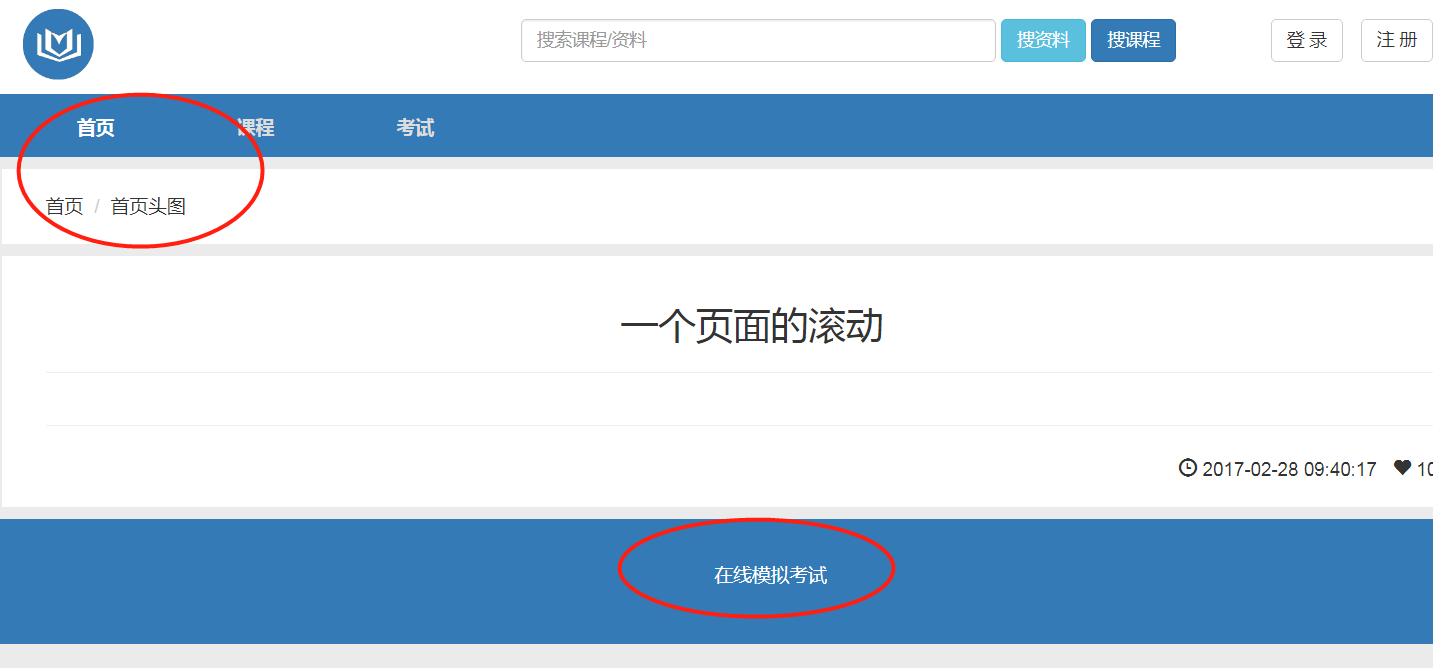 搜索课程/资料 搜资料 搜课程 登 录 注 册
首页 课程 考试
首页 / 首页头图
一个页面的滚动
2017-02-28 09:40:17 10
在线模拟考试